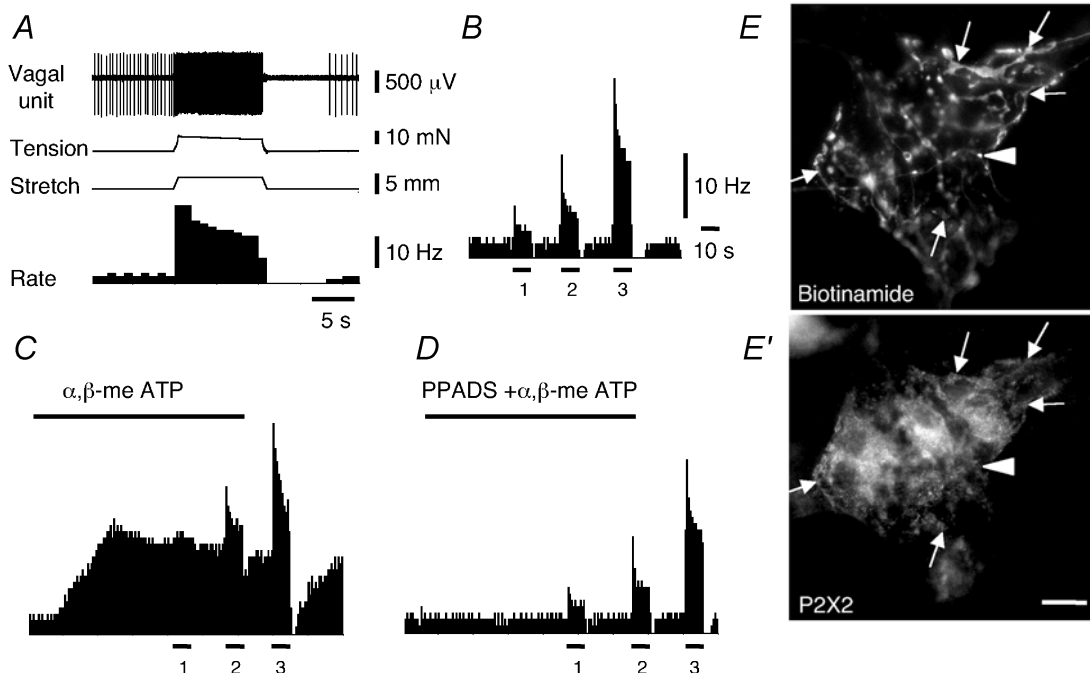 A
Vagal
unit
500 μV
Tension
10 mN
Stretch
5 mm
Rate
10 Hz
5 s
B
10 Hz
10 s
1 2 3
C
α,β-me ATP
1 2 3
D
PPADS +α,β-me ATP
1 2 3
E
Biotinamide
E'
P2X2